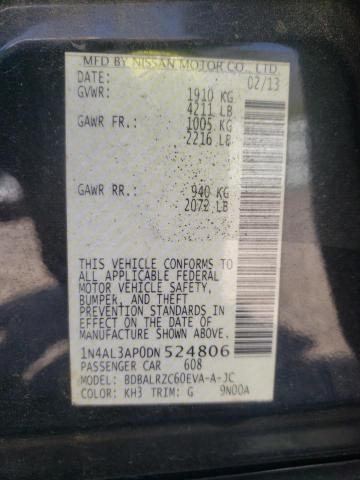 MFD BY NISSAN MOTOR CO., LTD
DATE: 02/13
GVWR: 1910 KG
4211 LB
GAWR FR.: 1005 KG
2216 LB
GAWR RR. 940 KG
2072 LB
THIS VEHICLE CONFORMS TO
ALL APPLICABLE FEDERAL
MOTOR VEHICLE SAFETY,
BUMPER, AND THEFT
PREVENTION STANDARDS IN
EFFECT ON THE DATE OF
MANUFACTURE SHOWN ABOVE.
1N4AL3AP0DN524806
PASSENGER CAR 608
MODEL: BDBALRZC60EVA-A-JC
COLOR: KH3 TRIM: G 9N00A